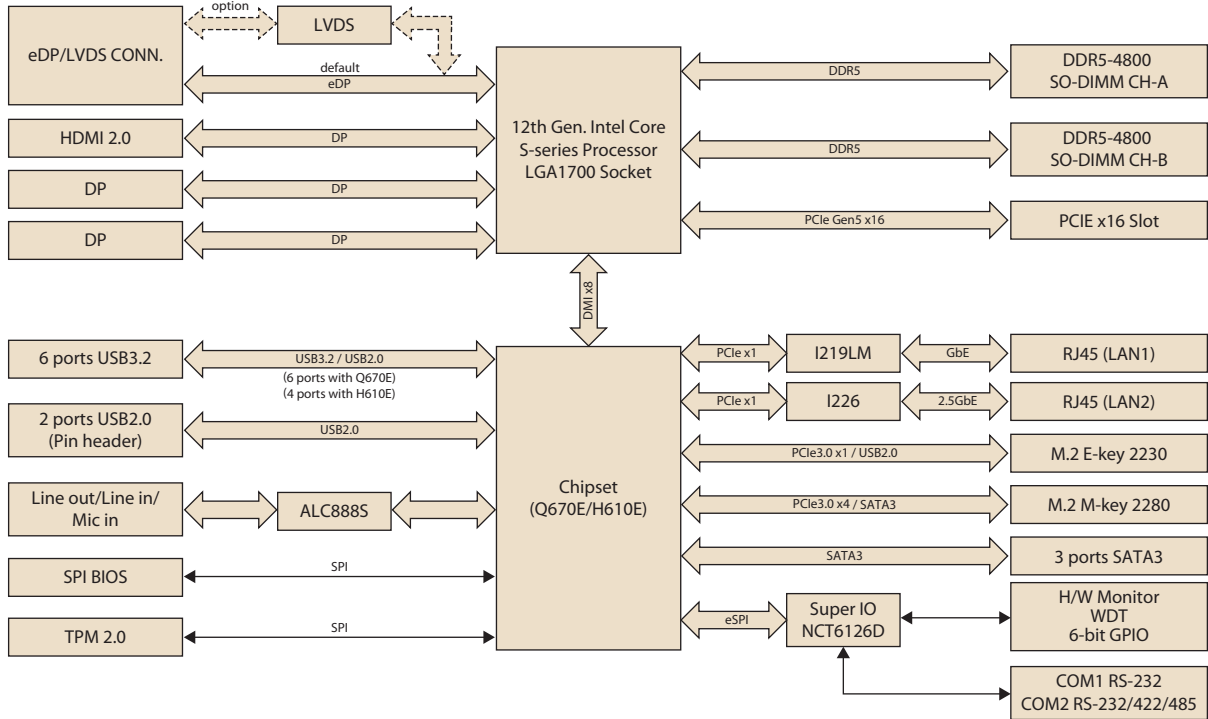 option
LVDS
eDP/LVDS CONN.
default
eDP
HDMI 2.0
DP
DP
DP
DP
DP
12th Gen. Intel Core
S-series Processor
LGA1700 Socket
DDR5
DDR5-4800
SO-DIMM CH-A
DDR5
DDR5-4800
SO-DIMM CH-B
PCIe Gen5 x16
PCIE x16 Slot
DMI x8
6 ports USB3.2
USB3.2 / USB2.0
(6 ports with Q670E)
(4 ports with H610E)
2 ports USB2.0
(Pin header)
USB2.0
Line out/Line in/
Mic in
ALC888S
SPI BIOS
SPI
TPM 2.0
SPI
Chipset
(Q670E/H610E)
PCIe x1
I219LM
GbE
RJ45 (LAN1)
PCIe x1
I226
2.5GbE
RJ45 (LAN2)
PCIe3.0 x1 / USB2.0
M.2 E-key 2230
PCIe3.0 x4 / SATA3
M.2 M-key 2280
SATA3
3 ports SATA3
eSPI
Super IO
NCT6126D
H/W Monitor
WDT
6-bit GPIO
COM1 RS-232
COM2 RS-232/422/485